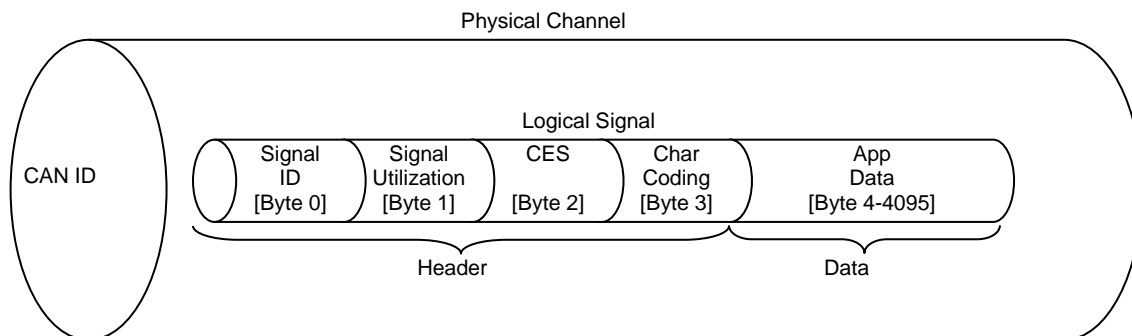 Physical Channel
Logical Signal
CAN ID
Signal
ID
[Byte 0]
Signal
Utilization
[Byte 1]
CES
[Byte 2]
Char
Coding
[Byte 3]
App
Data
[Byte 4-4095]
Header
Data